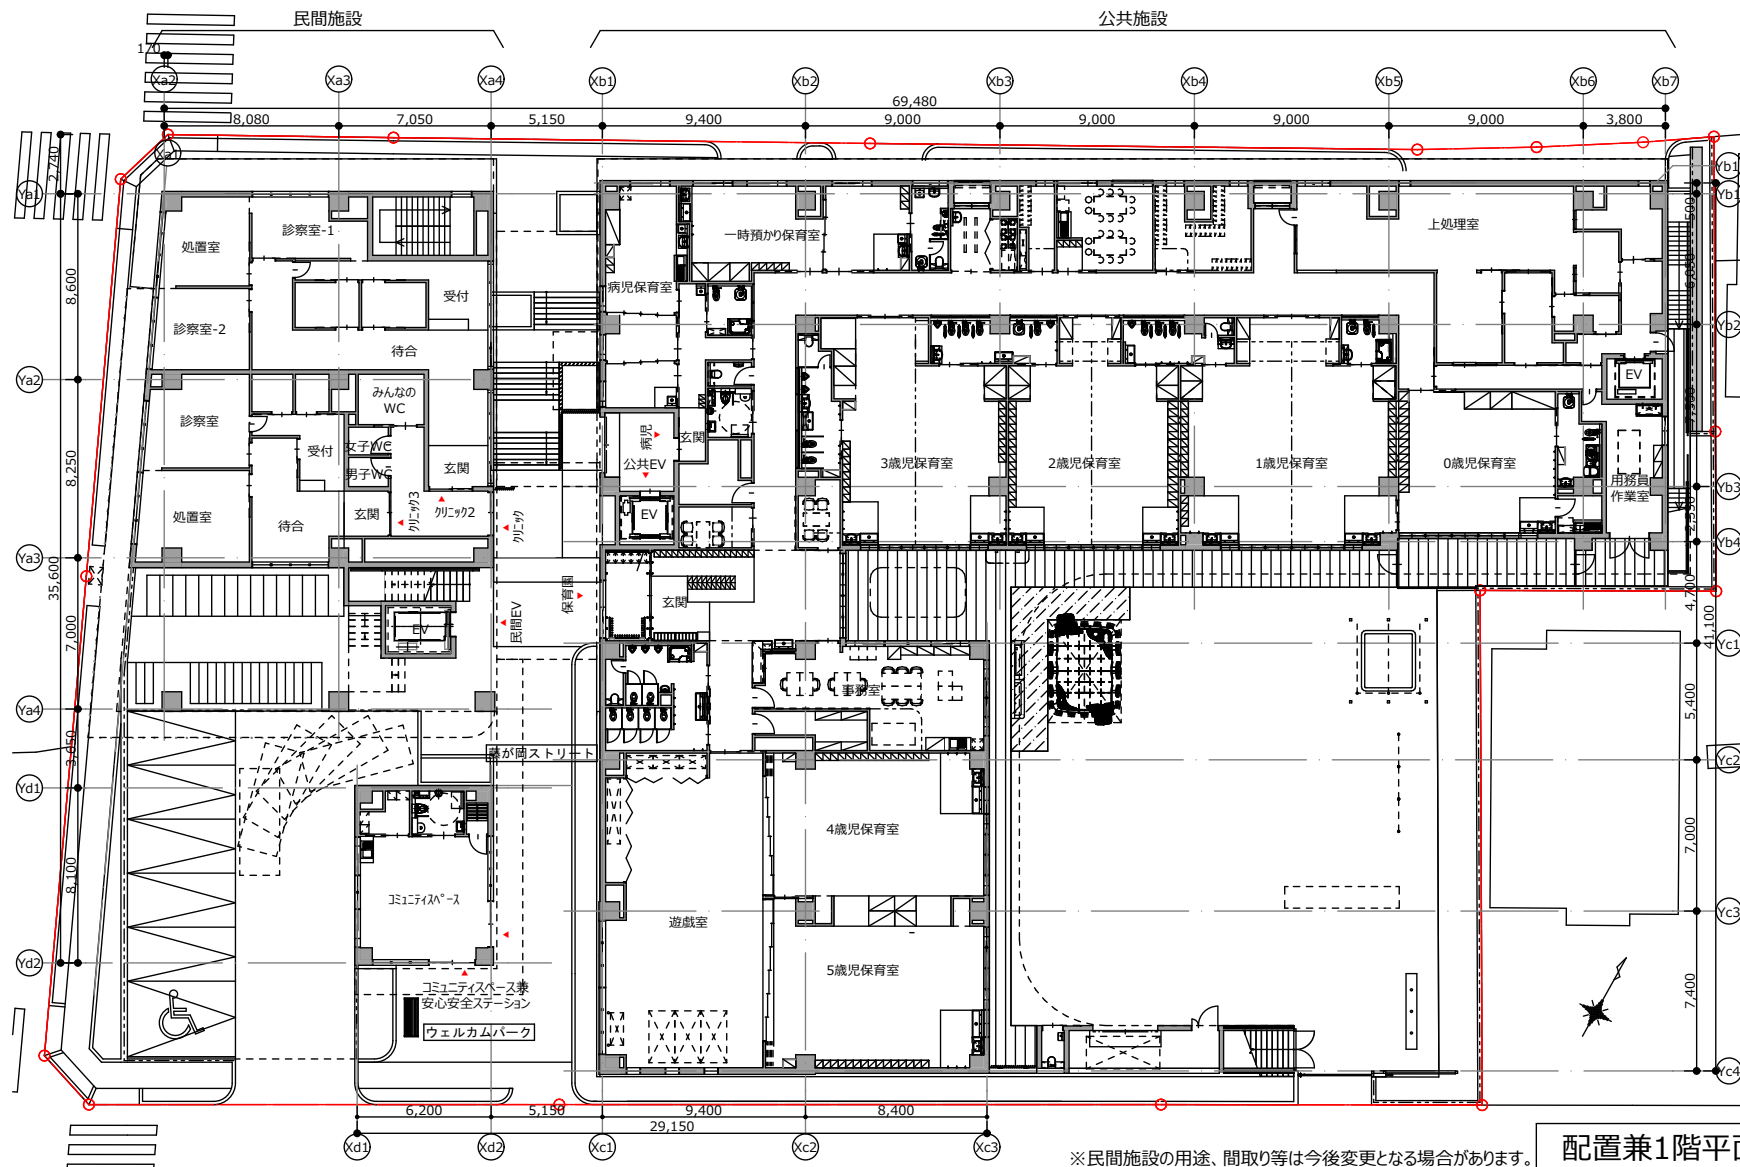 民間施設
公共施設
170
Xa2
Xa3
Xa4
Xb1
Xb2
Xb3
Xb4
Xb5
Xb6
Xb7
69,480
8,080
7,050
5,150
9,400
9,000
9,000
9,000
9,000
3,800
Xa1
2,740
Ya1
Yb1
Yb1
500
処置室
診察室-1
受付
診察室-2
待合
一時預かり保育室
病児保育室
上処理室
8,600
6,050
Yb2
Ya2
みんなの
WC
診察室
受付
女子WC
男子WC
玄関
玄関
処置室
待合
クリニック3
クリニック2
クリニック
病児
玄関
公共EV
EV
3歳児保育室
2歳児保育室
1歳児保育室
0歳児保育室
EV
用務員
作業室
8,250
Yb3
Ya3
Yb4
35,600
保育園
玄関
民間EV
EV
7,000
4,700
41,100
Yc1
事務室
5,400
Ya4
葵が岡ストリート
3,050
Yc2
Yd1
4歳児保育室
7,000
8,100
コミュニティスペース
遊戯室
Yc3
Yd2
5歳児保育室
コミュニティスペース兼
安心安全ステーション
ウェルカムパーク
7,400
Yc4
6,200
5,150
9,400
8,400
29,150
Xd1
Xd2
Xc1
Xc2
Xc3
※民間施設の用途、間取り等は今後変更となる場合があります。
配置兼1階平面